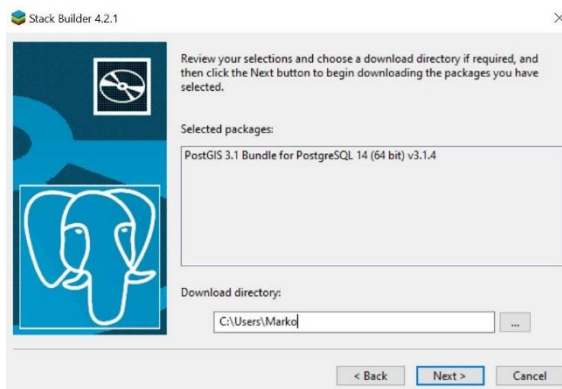 Stack Builder 4.2.1
Review your selections and choose a download directory if required, and
then click the Next button to begin downloading the packages you have
selected.
Selected packages:
PostGIS 3.1 Bundle for PostgreSQL 14 (64 bit) v3.1.4
Download directory:
C:\Users\Marko
...
< Back
Next >
Cancel